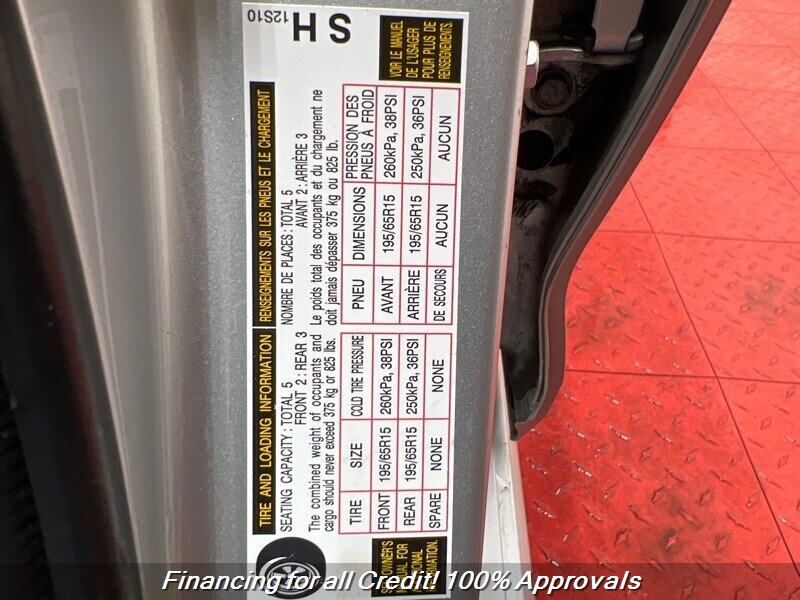 TIRE AND LOADING INFORMATION
SEATING CAPACITY : TOTAL 5
FRONT 2 : REAR 3
The combined weight of occupants and
cargo should never exceed 375 kg or 825 lbs.
TIRE SIZE COLD TIRE PRESSURE
FRONT 195/65R15 260kPa, 38PSI
REAR 195/65R15 250kPa, 36PSI
SPARE NONE NONE
SEE OWNER'S
MANUAL FOR
ADDITIONAL
INFORMATION.
RENSEIGNEMENTS SUR LES PNEUS ET LE CHARGEMENT
NOMBRE DE PLACES : TOTAL 5
AVANT 2 : ARRIÈRE 3
Le poids total des occupants et du chargement ne
doit jamais dépasser 375 kg ou 825 lb.
PNEU DIMENSIONS PRESSION DES
PNEUS À FROID
AVANT 195/65R15 260kPa, 38PSI
ARRIÈRE 195/65R15 250kPa, 36PSI
DE SECOURS AUCUN AUCUN
VOIR LE MANUEL
DE L'USAGER
POUR PLUS DE
RENSEIGNEMENTS.
12S10
S H
Financing for all Credit! 100% Approvals